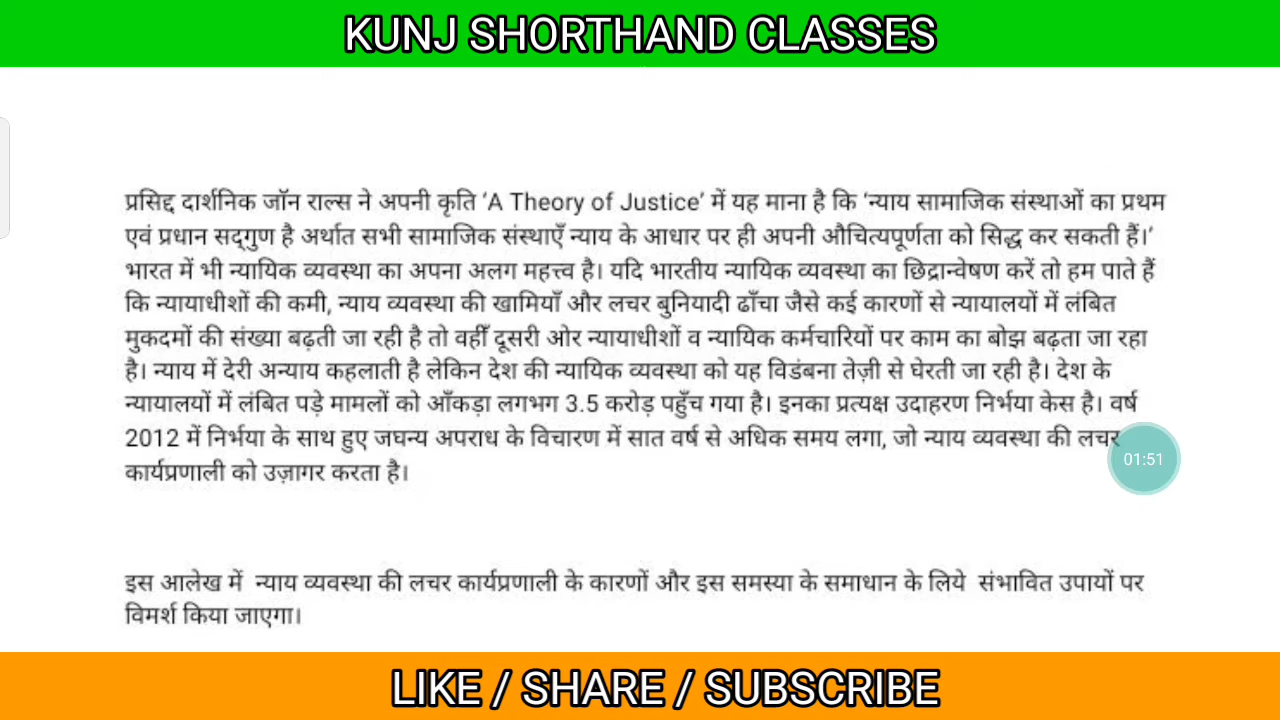 KUNJ SHORTHAND CLASSES
प्रसिद्द दार्शनिक जॉन राल्स ने अपनी कृति ‘A Theory of Justice’ में यह माना है कि ‘न्याय सामाजिक संस्थाओं का प्रथम
एवं प्रधान सद्‌गुण है अर्थात सभी सामाजिक संस्थाएँ न्याय के आधार पर ही अपनी औचित्यपूर्णता को सिद्ध कर सकती हैं।’
भारत में भी न्यायिक व्यवस्था का अपना अलग महत्त्व है। यदि भारतीय न्यायिक व्यवस्था का छिद्रान्वेषण करें तो हम पाते हैं
कि न्यायाधीशों की कमी, न्याय व्यवस्था की खामियाँ और लचर बुनियादी ढाँचा जैसे कई कारणों से न्यायालयों में लंबित
मुकदमों की संख्या बढ़ती जा रही है तो वहीँ दूसरी ओर न्यायाधीशों व न्यायिक कर्मचारियों पर काम का बोझ बढ़ता जा रहा
है। न्याय में देरी अन्याय कहलाती है लेकिन देश की न्यायिक व्यवस्था को यह विडंबना तेज़ी से घेरती जा रही है। देश के
न्यायालयों में लंबित पड़े मामलों को आँकड़ा लगभग 3.5 करोड़ पहुँच गया है। इनका प्रत्यक्ष उदाहरण निर्भया केस है। वर्ष
2012 में निर्भया के साथ हुए जघन्य अपराध के विचारण में सात वर्ष से अधिक समय लगा, जो न्याय व्यवस्था की लचर
01:51
कार्यप्रणाली को उज़ागर करता है।
इस आलेख में न्याय व्यवस्था की लचर कार्यप्रणाली के कारणों और इस समस्या के समाधान के लिये संभावित उपायों पर
विमर्श किया जाएगा।
LIKE / SHARE / SUBSCRIBE